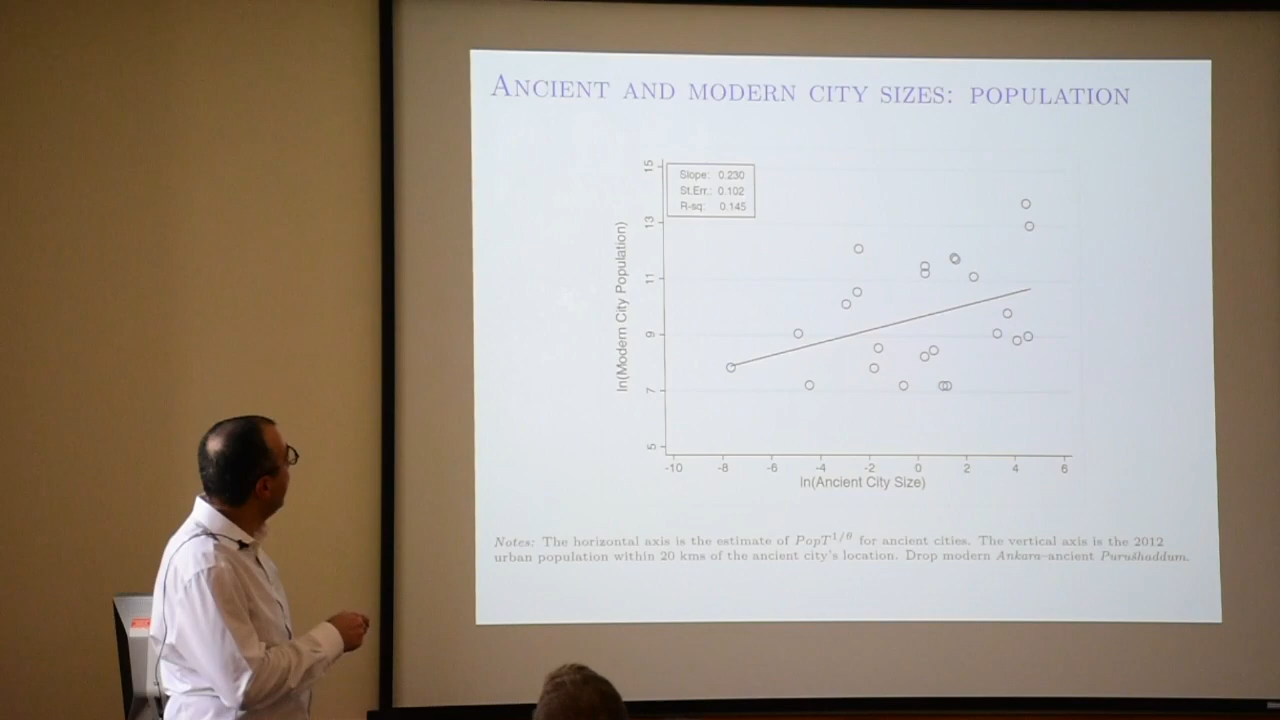 ANCIENT AND MODERN CITY SIZES: POPULATION
Slope: 0.230
St.Err.: 0.102
R-sq: 0.145
ln(Modern City Population)
15
13
11
9
7
5
-10 -8 -6 -4 -2 0 2 4 6
ln(Ancient City Size)
Notes: The horizontal axis is the estimate of PopT^1/θ for ancient cities. The vertical axis is the 2012
urban population within 20 kms of the ancient city's location. Drop modern Ankara–ancient Purušhaddum.